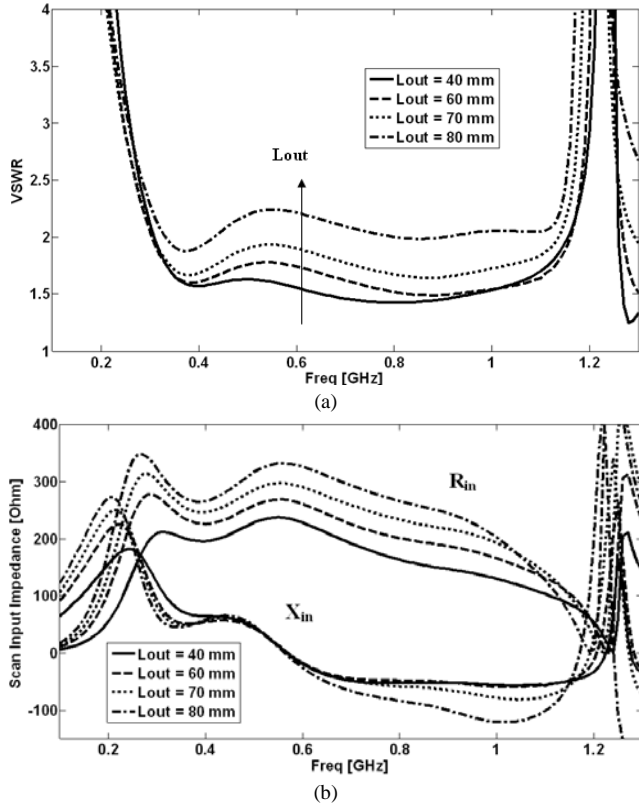 4
3.5
3
2.5
2
1.5
1
VSWR
Lout = 40 mm
Lout = 60 mm
Lout = 70 mm
Lout = 80 mm
Lout
0.2 0.4 0.6 0.8 1 1.2
Freq [GHz]
(a)
400
300
200
100
0
-100
Scan Input Impedance [Ohm]
Rin
Xin
Lout = 40 mm
Lout = 60 mm
Lout = 70 mm
Lout = 80 mm
0.2 0.4 0.6 0.8 1 1.2
Freq [GHz]
(b)